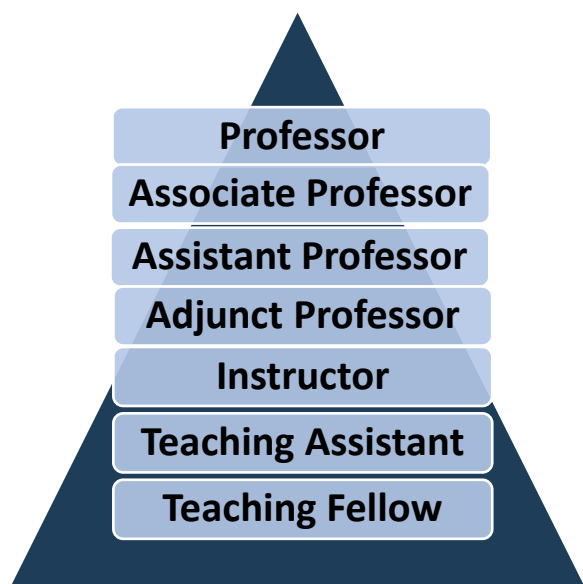 Professor
Associate Professor
Assistant Professor
Adjunct Professor
Instructor
Teaching Assistant
Teaching Fellow